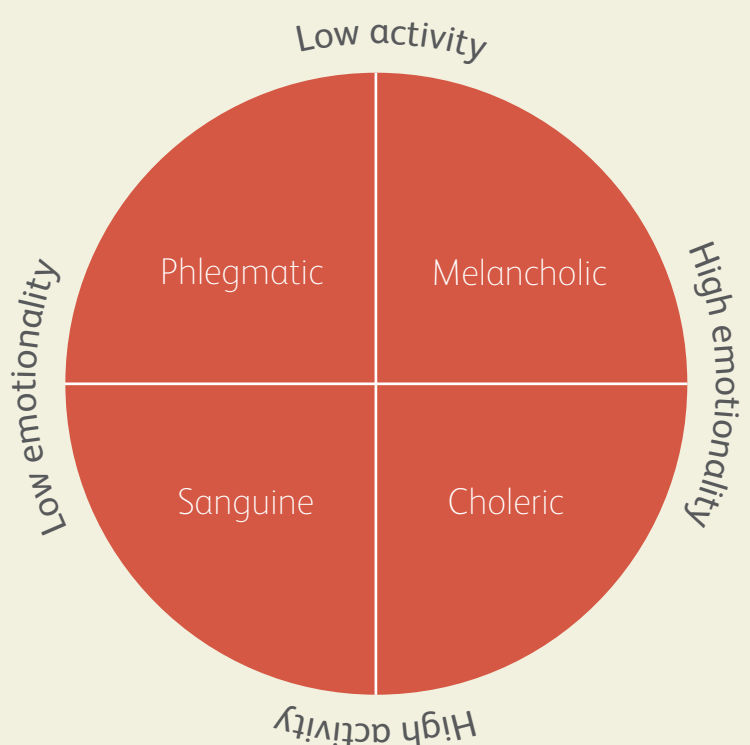 Low activity
Phlegmatic
Melancholic
Low emotionality
High emotionality
Sanguine
Choleric
High activity